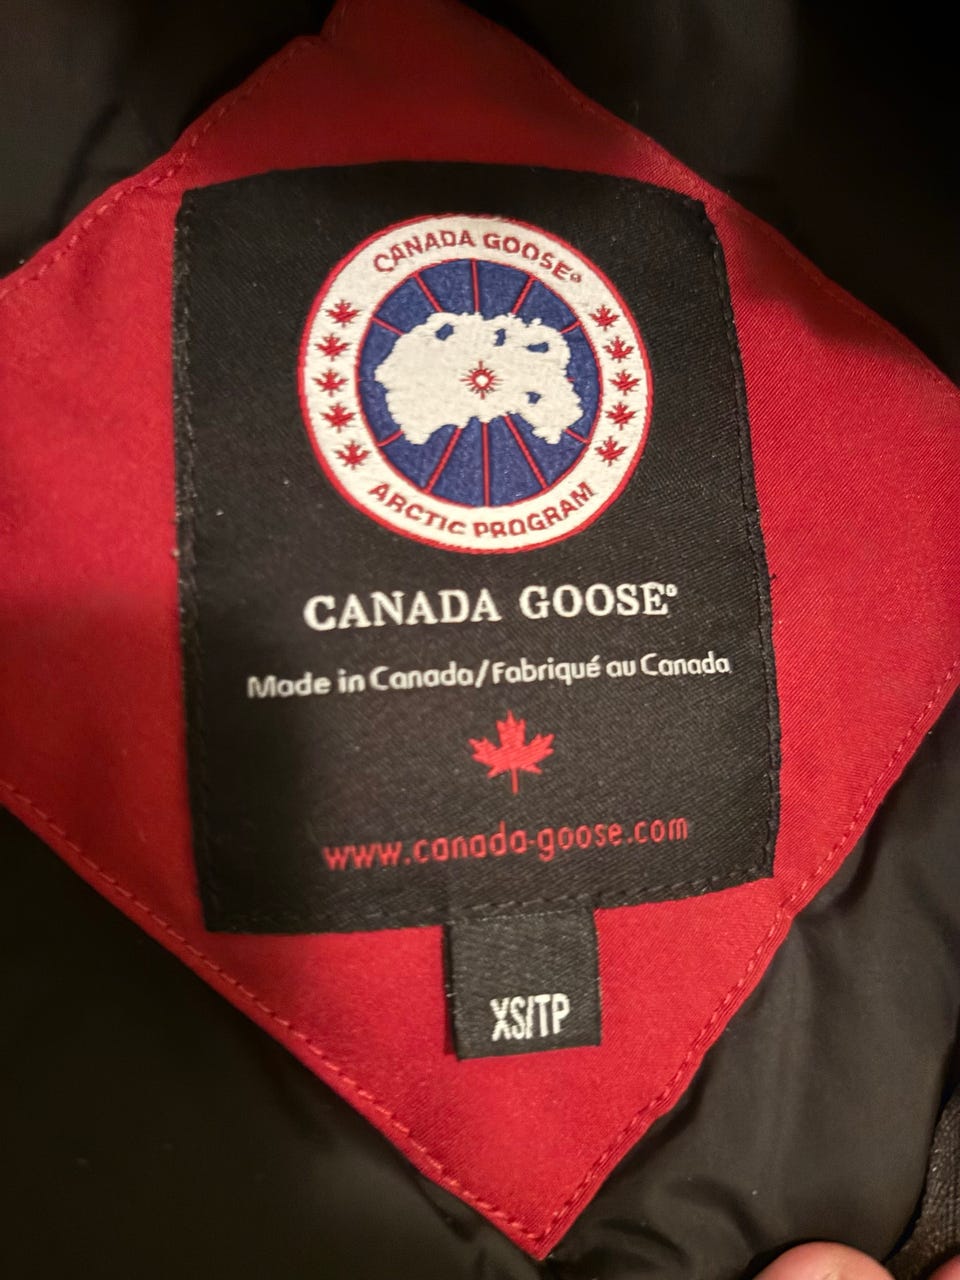 CANADA GOOSE®
ARCTIC PROGRAM
CANADA GOOSE®
Made in Canada/Fabriqué au Canada
www.canada-goose.com
XS/TP